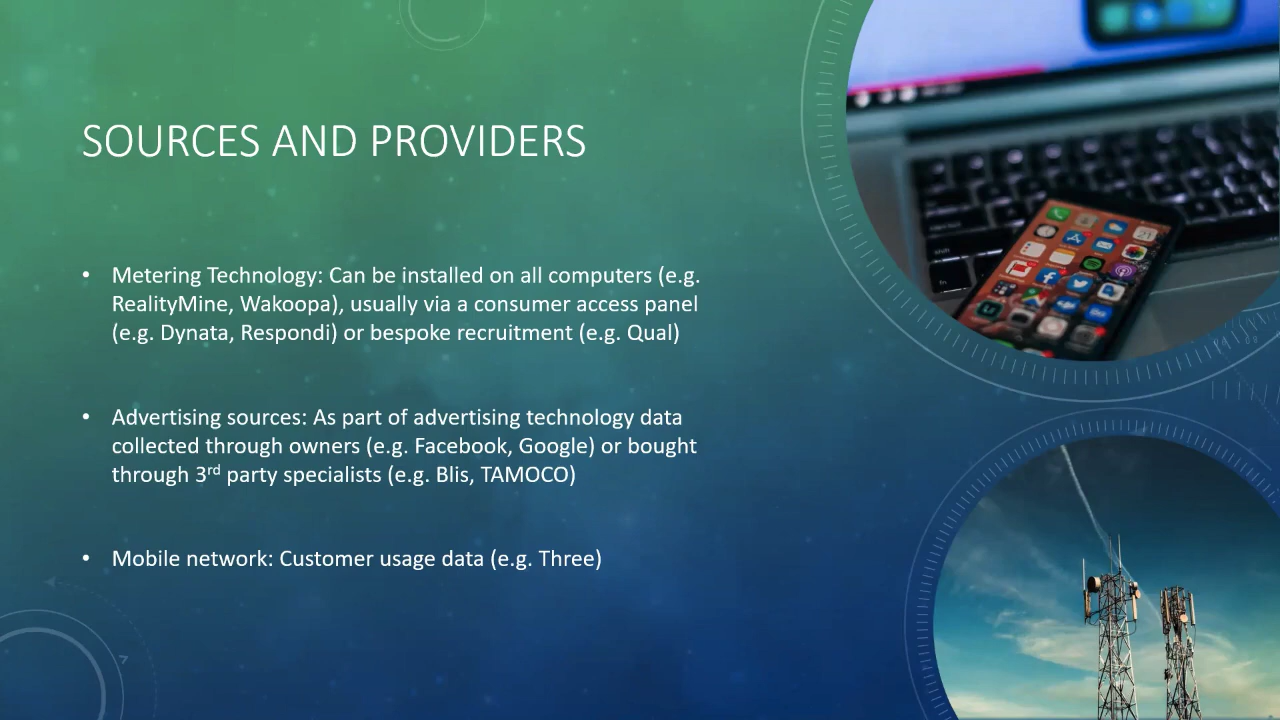 SOURCES AND PROVIDERS
• Metering Technology: Can be installed on all computers (e.g.
RealityMine, Wakoopa), usually via a consumer access panel
(e.g. Dynata, Respondi) or bespoke recruitment (e.g. Qual)
• Advertising sources: As part of advertising technology data
collected through owners (e.g. Facebook, Google) or bought
through 3rd party specialists (e.g. Blis, TAMOCO)
• Mobile network: Customer usage data (e.g. Three)